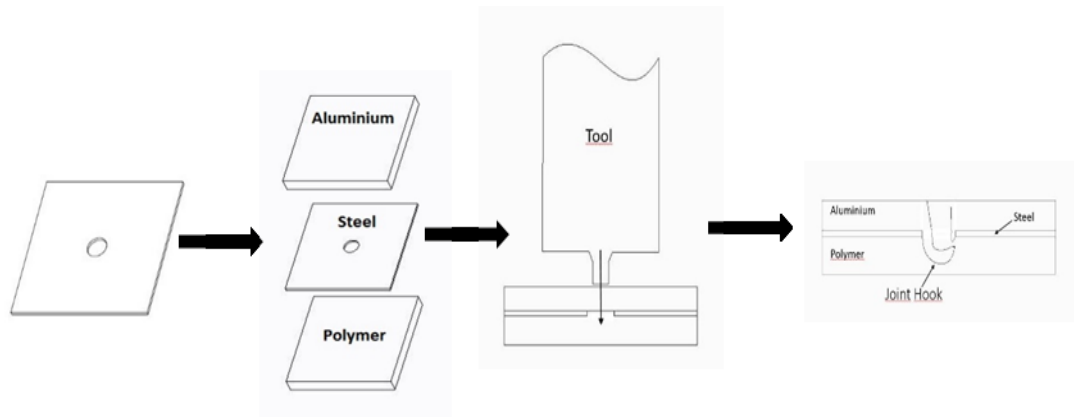 Aluminium
Steel
Polymer
Tool
Aluminium
Steel
Polymer
Joint Hook